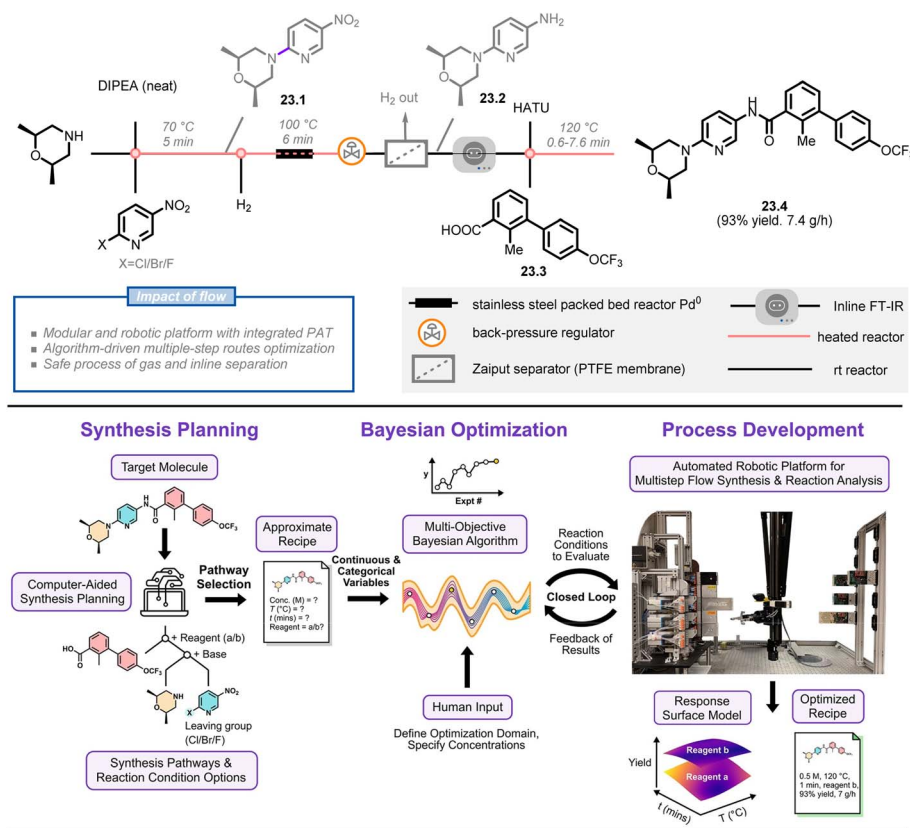 DIPEA (neat)
NH
O
70 °C
5 min
NO₂
N
X
X=Cl/Br/F
23.1
N
O
N
NO₂
H₂
100 °C
6 min
H₂ out
23.2
N
O
N
NH₂
HATU
120 °C
0.6-7.6 min
HOOC
Me
OCF₃
23.3
HN
O
Me
N
N
O
OCF₃
23.4
(93% yield. 7.4 g/h)
Impact of flow
Modular and robotic platform with integrated PAT
Algorithm-driven multiple-step routes optimization
Safe process of gas and inline separation
stainless steel packed bed reactor Pd⁰
Inline FT-IR
back-pressure regulator
heated reactor
Zaiput separator (PTFE membrane)
rt reactor
Synthesis Planning
Target Molecule
H
N
O
N
N
O
OCF₃
Computer-Aided
Synthesis Planning
Pathway
Selection
Approximate
Recipe
Conc. (M) = ?
T (°C) = ?
t (mins) = ?
Reagent = a/b?
+ Reagent (a/b)
+ Base
HO
O
OCF₃
NH
O
NO₂
X
N
Leaving group
(Cl/Br/F)
Synthesis Pathways &
Reaction Condition Options
Bayesian Optimization
y
Expt #
Multi-Objective
Bayesian Algorithm
Continuous &
Categorical
Variables
Human Input
Define Optimization Domain,
Specify Concentrations
Reaction
Conditions
to Evaluate
Closed Loop
Feedback of
Results
Process Development
Automated Robotic Platform for
Multistep Flow Synthesis & Reaction Analysis
Response
Surface Model
Yield
Reagent b
Reagent a
t (mins)
T (°C)
Optimized
Recipe
0.5 M, 120 °C,
1 min, reagent b,
93% yield, 7 g/h